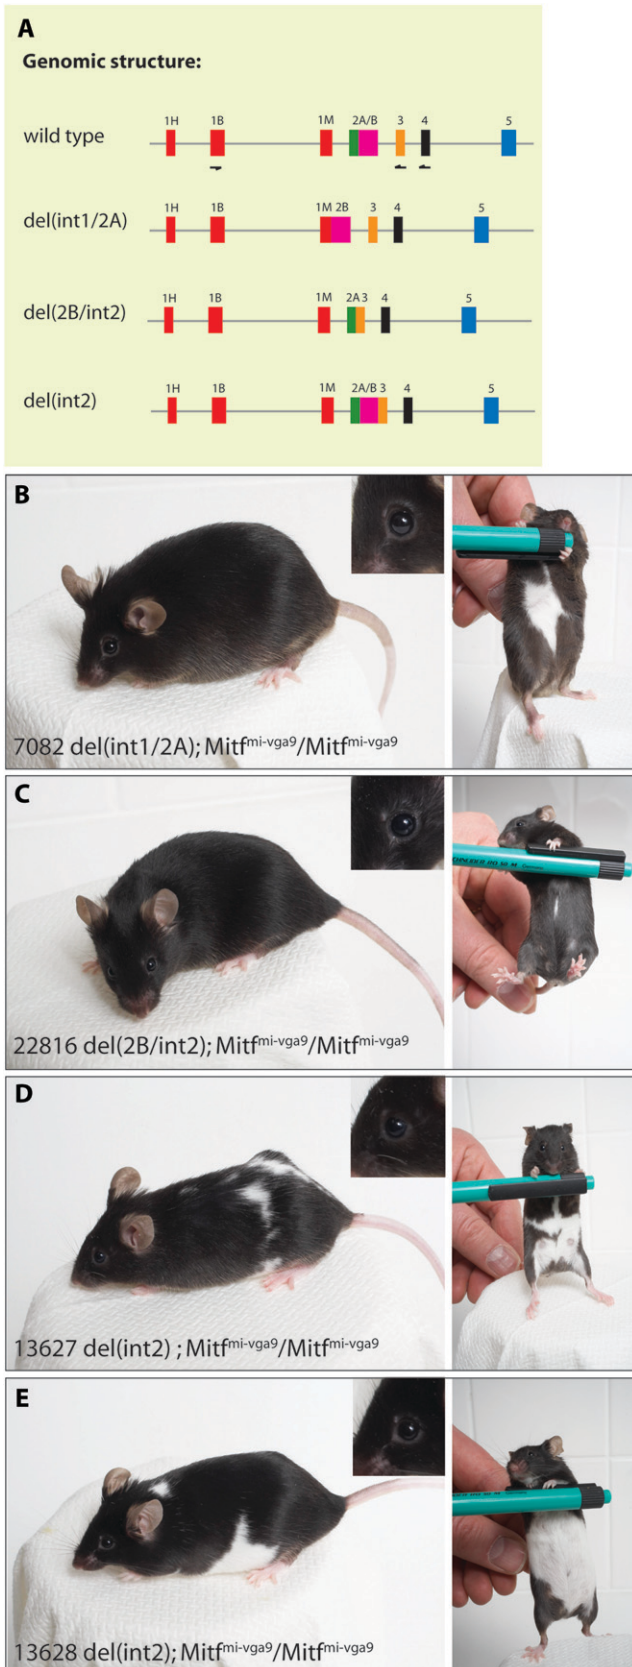 A
Genomic structure:
1H 1B 1M 2A/B 3 4 5
wild type
1H 1B 1M 2B 3 4 5
del(int1/2A)
1H 1B 1M 2A 3 4 5
del(2B/int2)
1H 1B 1M 2A/B 3 4 5
del(int2)
B
7082 del(int1/2A); Mitfmi-vga9/Mitfmi-vga9
C
22816 del(2B/int2); Mitfmi-vga9/Mitfmi-vga9
D
13627 del(int2) ; Mitfmi-vga9/Mitfmi-vga9
E
13628 del(int2); Mitfmi-vga9/Mitfmi-vga9